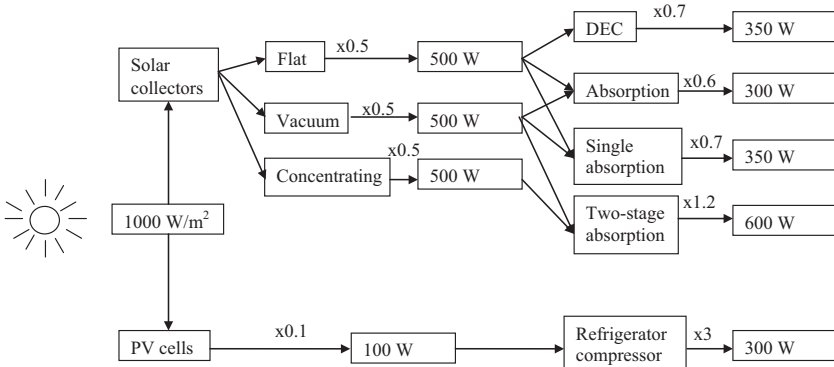 x0.7
DEC
350 W
Solar
collectors
Flat
x0.5
500 W
Absorption
x0.6
300 W
Vacuum
x0.5
500 W
Single
absorption
x0.7
350 W
Concentrating
x0.5
500 W
Two-stage
absorption
x1.2
600 W
1000 W/m²
PV cells
x0.1
100 W
Refrigerator
compressor
x3
300 W